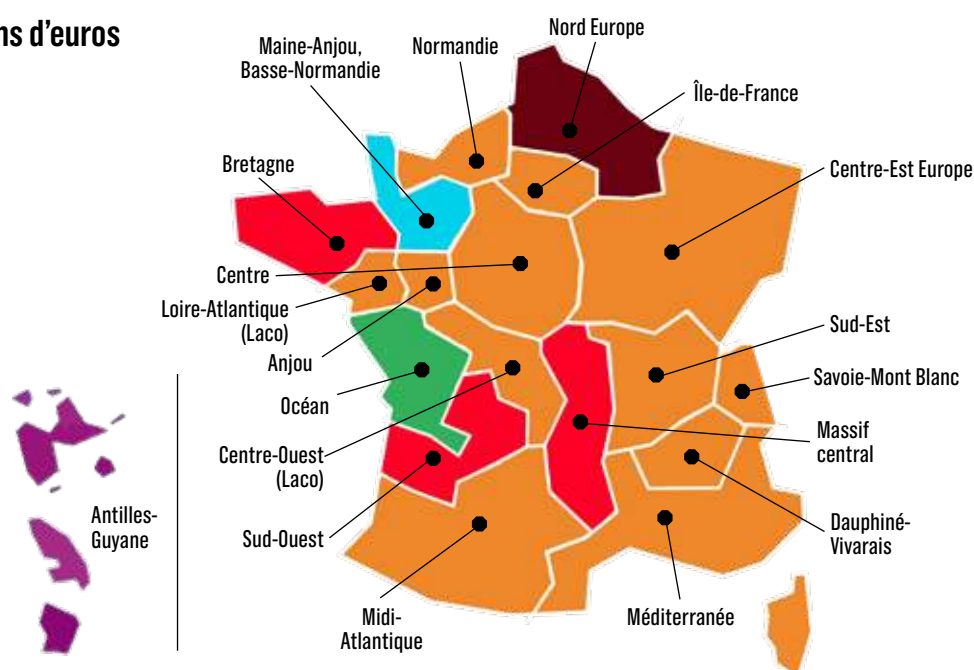 ns d'euros
Nord Europe
Maine-Anjou,
Basse-Normandie
Normandie
Île-de-France
Bretagne
Centre-Est Europe
Centre
Loire-Atlantique
(Laco)
Anjou
Sud-Est
Savoie-Mont Blanc
Océan
Massif
central
Centre-Ouest
(Laco)
Antilles-
Guyane
Sud-Ouest
Dauphiné-
Vivarais
Midi-
Atlantique
Méditerranée